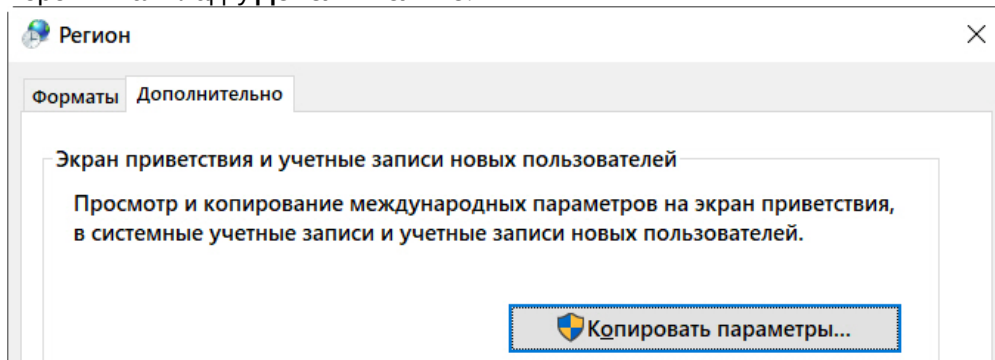 Регион
Форматы Дополнительно
Экран приветствия и учетные записи новых пользователей
Просмотр и копирование международных параметров на экран приветствия,
в системные учетные записи и учетные записи новых пользователей.
Копировать параметры...